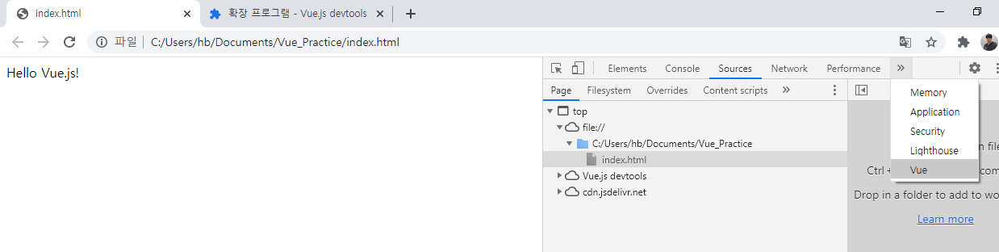 index.html
확장 프로그램 - Vue.js devtools
파일 C:/Users/hb/Documents/Vue_Practice/index.html
Hello Vue.js!
Elements Console Sources Network Performance
Page Filesystem Overrides Content scripts
top
file://
C:/Users/hb/Documents/Vue_Practice
index.html
Vue.js devtools
cdn.jsdelivr.net
Memory
Application
Security
Lighthouse
Vue
Ctrl +
Drop in a folder to add to wo
Learn more